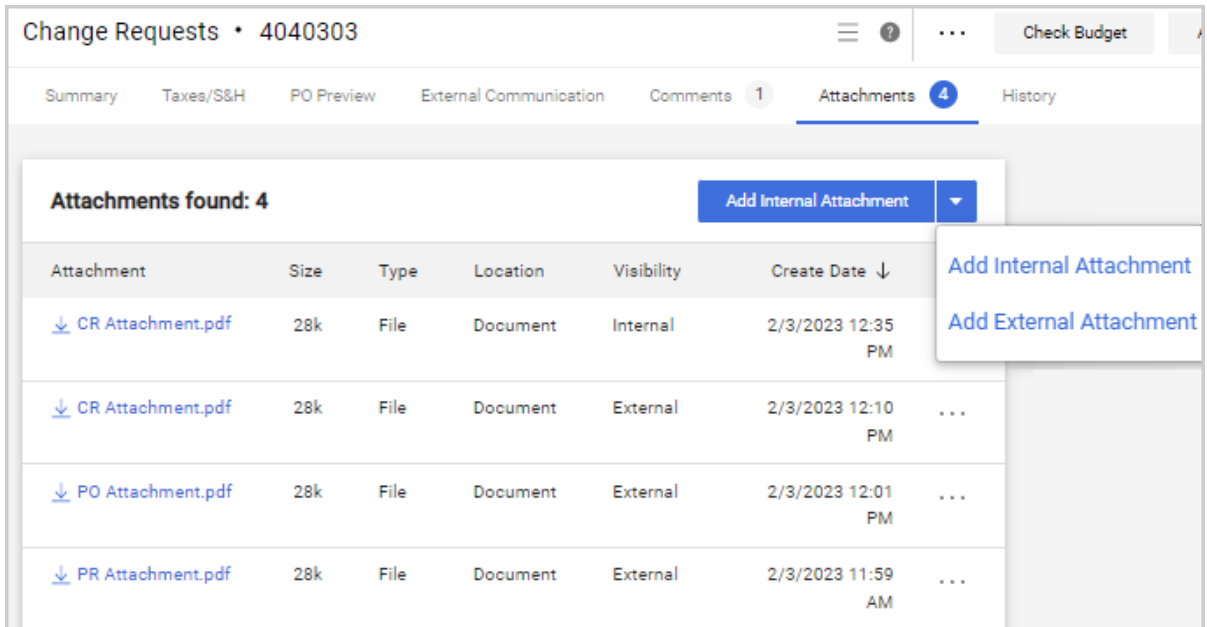 Change Requests • 4040303
? ... Check Budget
Summary Taxes/S&H PO Preview External Communication Comments 1 Attachments 4 History
Attachments found: 4
Add Internal Attachment
Attachment Size Type Location Visibility Create Date ↓
Add Internal Attachment
Add External Attachment
CR Attachment.pdf 28k File Document Internal 2/3/2023 12:35
PM
CR Attachment.pdf 28k File Document External 2/3/2023 12:10 ...
PM
PO Attachment.pdf 28k File Document External 2/3/2023 12:01 ...
PM
PR Attachment.pdf 28k File Document External 2/3/2023 11:59 ...
AM